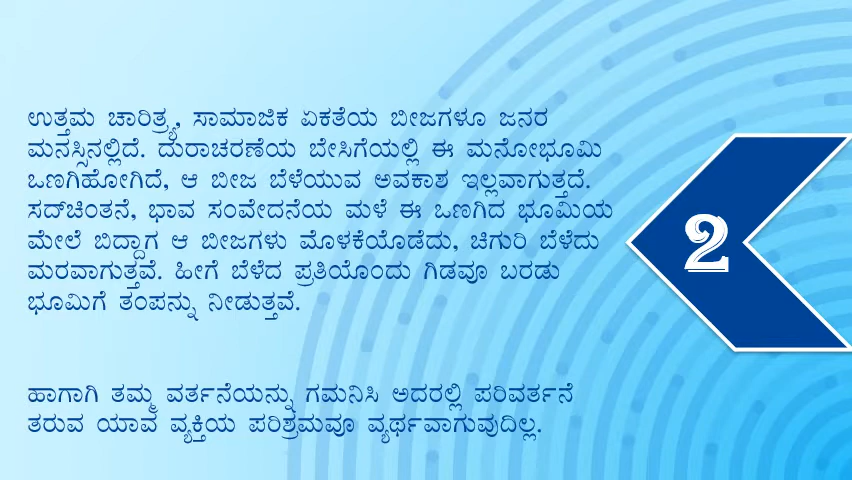 ಉತ್ತಮ ಚಾರಿತ್ರ್ಯ, ಸಾಮಾಜಿಕ ಏಕತೆಯ ಬೀಜಗಳೂ ಜನರ
ಮನಸ್ಸಿನಲ್ಲಿದೆ. ದುರಾಚರಣೆಯ ಬೇಸಿಗೆಯಲ್ಲಿ ಈ ಮನೋಭೂಮಿ
ಒಣಗಿಹೋಗಿದೆ, ಆ ಬೀಜ ಬೆಳೆಯುವ ಅವಕಾಶ ಇಲ್ಲವಾಗುತ್ತದೆ.
ಸದ್‌ಚಿಂತನೆ, ಭಾವ ಸಂವೇದನೆಯ ಮಳೆ ಈ ಒಣಗಿದ ಭೂಮಿಯ
ಮೇಲೆ ಬಿದ್ದಾಗ ಆ ಬೀಜಗಳು ಮೊಳಕೆಯೊಡೆದು, ಚಿಗುರಿ ಬೆಳೆದು
ಮರವಾಗುತ್ತವೆ. ಹೀಗೆ ಬೆಳೆದ ಪ್ರತಿಯೊಂದು ಗಿಡವೂ ಬರಡು
ಭೂಮಿಗೆ ತಂಪನ್ನು ನೀಡುತ್ತವೆ.
2
ಹಾಗಾಗಿ ತಮ್ಮ ವರ್ತನೆಯನ್ನು ಗಮನಿಸಿ ಅದರಲ್ಲಿ ಪರಿವರ್ತನೆ
ತರುವ ಯಾವ ವ್ಯಕ್ತಿಯ ಪರಿಶ್ರಮವೂ ವ್ಯರ್ಥವಾಗುವುದಿಲ್ಲ.